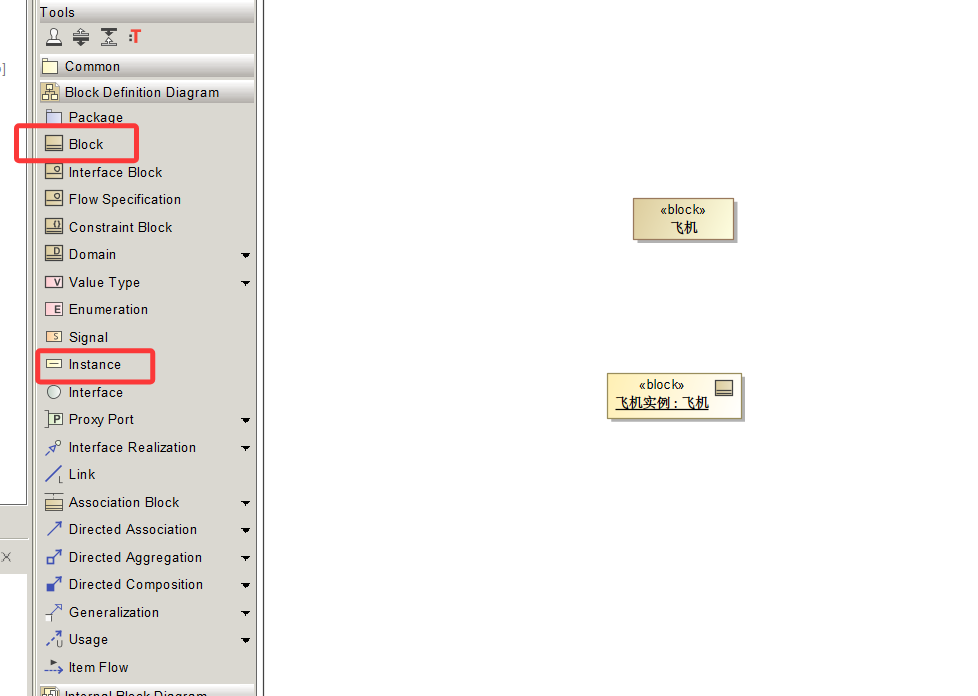 Tools
Common
Block Definition Diagram
Package
Block
Interface Block
Flow Specification
Constraint Block
Domain
Value Type
Enumeration
Signal
Instance
Interface
Proxy Port
Interface Realization
Link
Association Block
Directed Association
Directed Aggregation
Directed Composition
Generalization
Usage
Item Flow
Internal Block Diagram
«block»
飞机
«block»
飞机实例 : 飞机